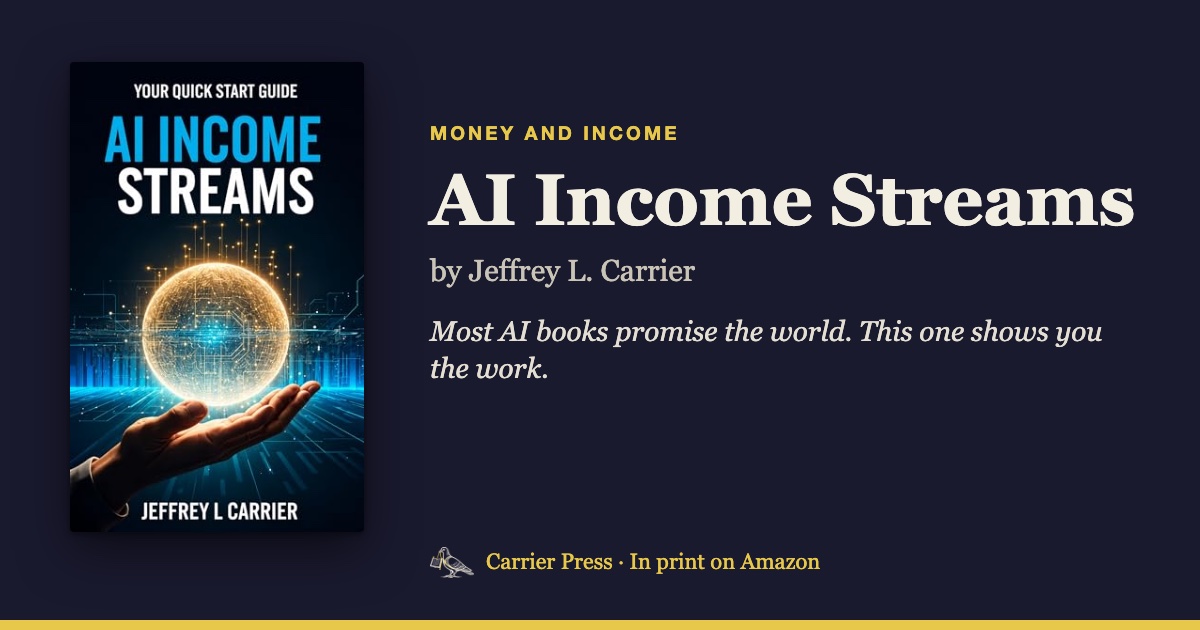 YOUR QUICK START GUIDE
AI INCOME
STREAMS
JEFFREY L CARRIER
MONEY AND INCOME
AI Income Streams
by Jeffrey L. Carrier
Most AI books promise the world. This one shows you
the work.
Carrier Press · In print on Amazon